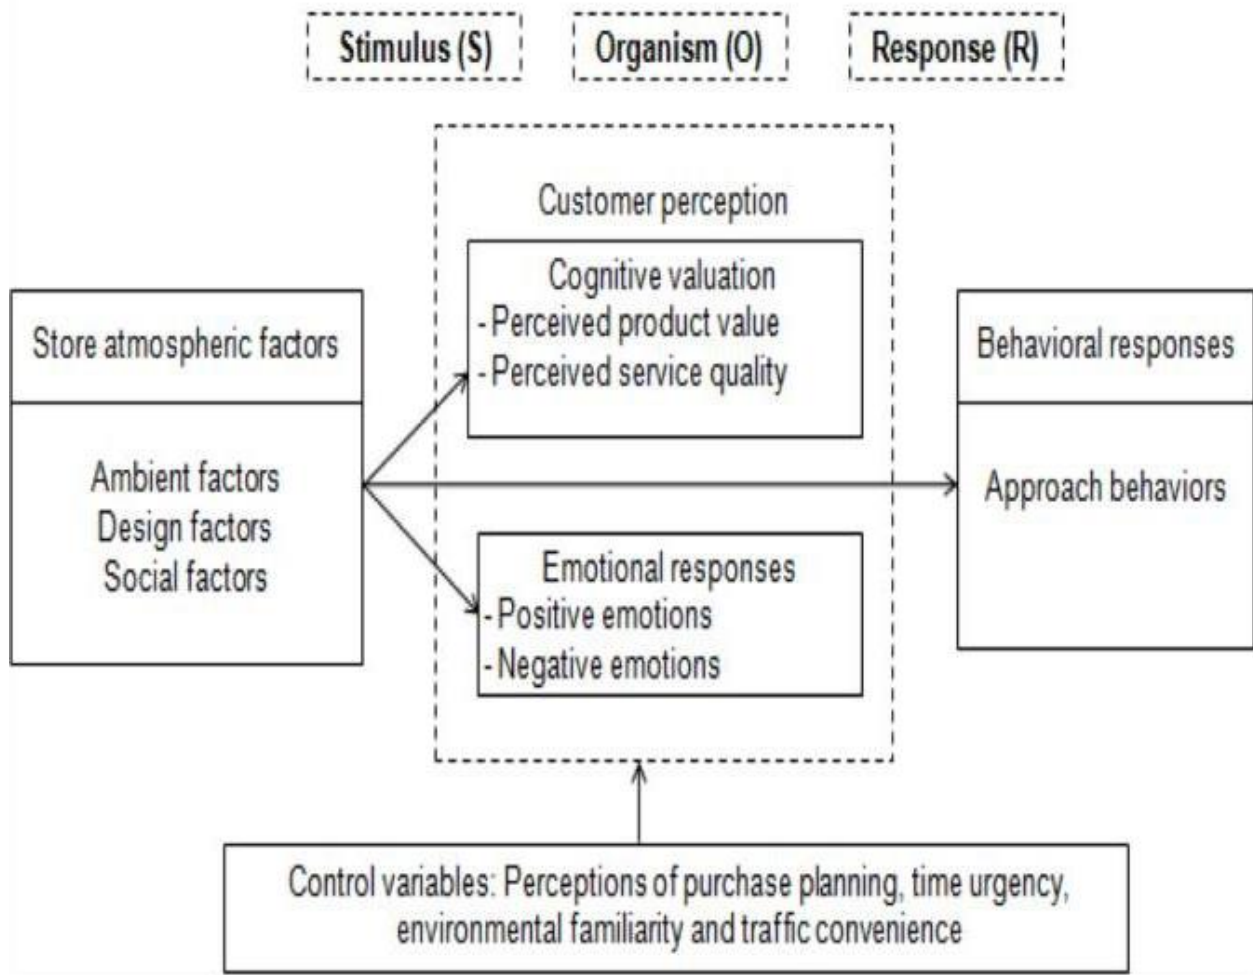 Stimulus (S)
Organism (O)
Response (R)
Customer perception
Cognitive valuation
- Perceived product value
- Perceived service quality
Store atmospheric factors
Ambient factors
Design factors
Social factors
Behavioral responses
Approach behaviors
Emotional responses
- Positive emotions
- Negative emotions
Control variables: Perceptions of purchase planning, time urgency,
environmental familiarity and traffic convenience